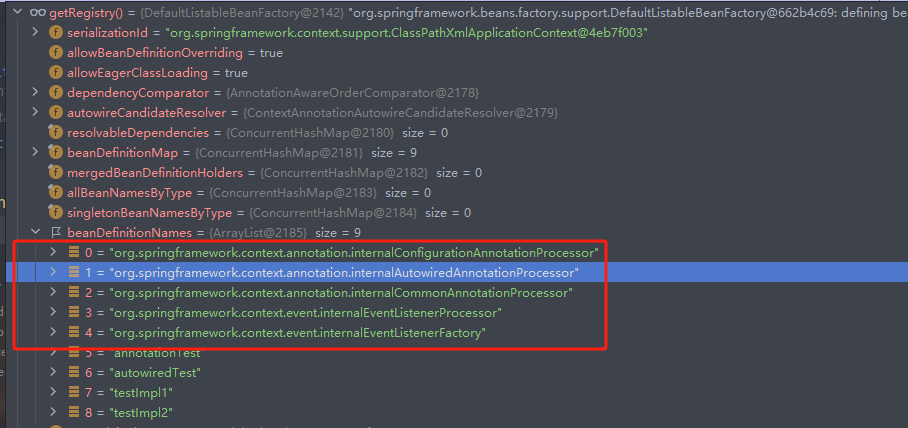 getRegistry() = {DefaultListableBeanFactory@2142} "org.springframework.beans.factory.support.DefaultListableBeanFactory@662b4c69: defining bea
serializationId = "org.springframework.context.support.ClassPathXmlApplicationContext@4eb7f003"
allowBeanDefinitionOverriding = true
allowEagerClassLoading = true
dependencyComparator = {AnnotationAwareOrderComparator@2178}
autowireCandidateResolver = {ContextAnnotationAutowireCandidateResolver@2179}
resolvableDependencies = {ConcurrentHashMap@2180} size = 0
beanDefinitionMap = {ConcurrentHashMap@2181} size = 9
mergedBeanDefinitionHolders = {ConcurrentHashMap@2182} size = 0
allBeanNamesByType = {ConcurrentHashMap@2183} size = 0
singletonBeanNamesByType = {ConcurrentHashMap@2184} size = 0
beanDefinitionNames = {ArrayList@2185} size = 9
0 = "org.springframework.context.annotation.internalConfigurationAnnotationProcessor"
1 = "org.springframework.context.annotation.internalAutowiredAnnotationProcessor"
2 = "org.springframework.context.annotation.internalCommonAnnotationProcessor"
3 = "org.springframework.context.event.internalEventListenerProcessor"
4 = "org.springframework.context.event.internalEventListenerFactory"
5 = "annotationTest"
6 = "autowiredTest"
7 = "testImpl1"
8 = "testImpl2"